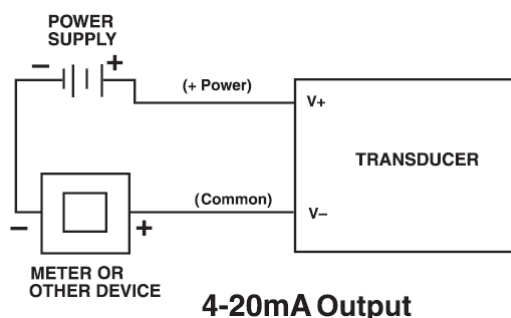 POWER
SUPPLY
– +
(+ Power)
V+
TRANSDUCER
(Common)
V–
– +
METER OR
OTHER DEVICE
4-20mA Output